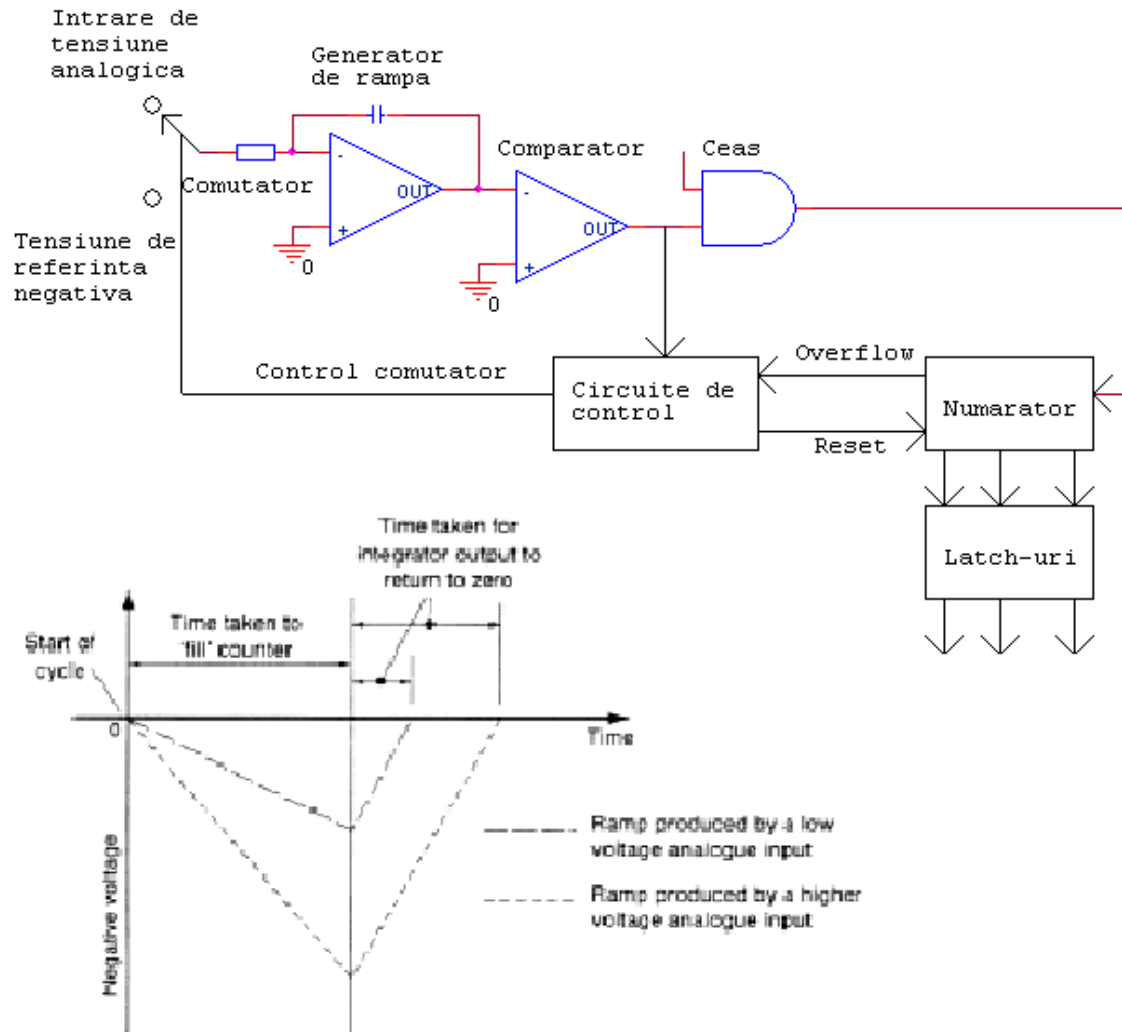 Intrare de
tensiune
analogica
Generator
de rampa
Comutator
-
+
OUT
0
Comparator
-
+
OUT
0
Ceas
Tensiune de
referinta
negativa
Control comutator
Circuite de
control
Overflow
Reset
Numarator
Latch-uri
Time taken for
integrator output to
return to zero
Time taken to
'fill' counter
Start of
cycle
0
Time
Negative voltage
Ramp produced by a low
voltage analogue input
Ramp produced by a higher
voltage analogue input